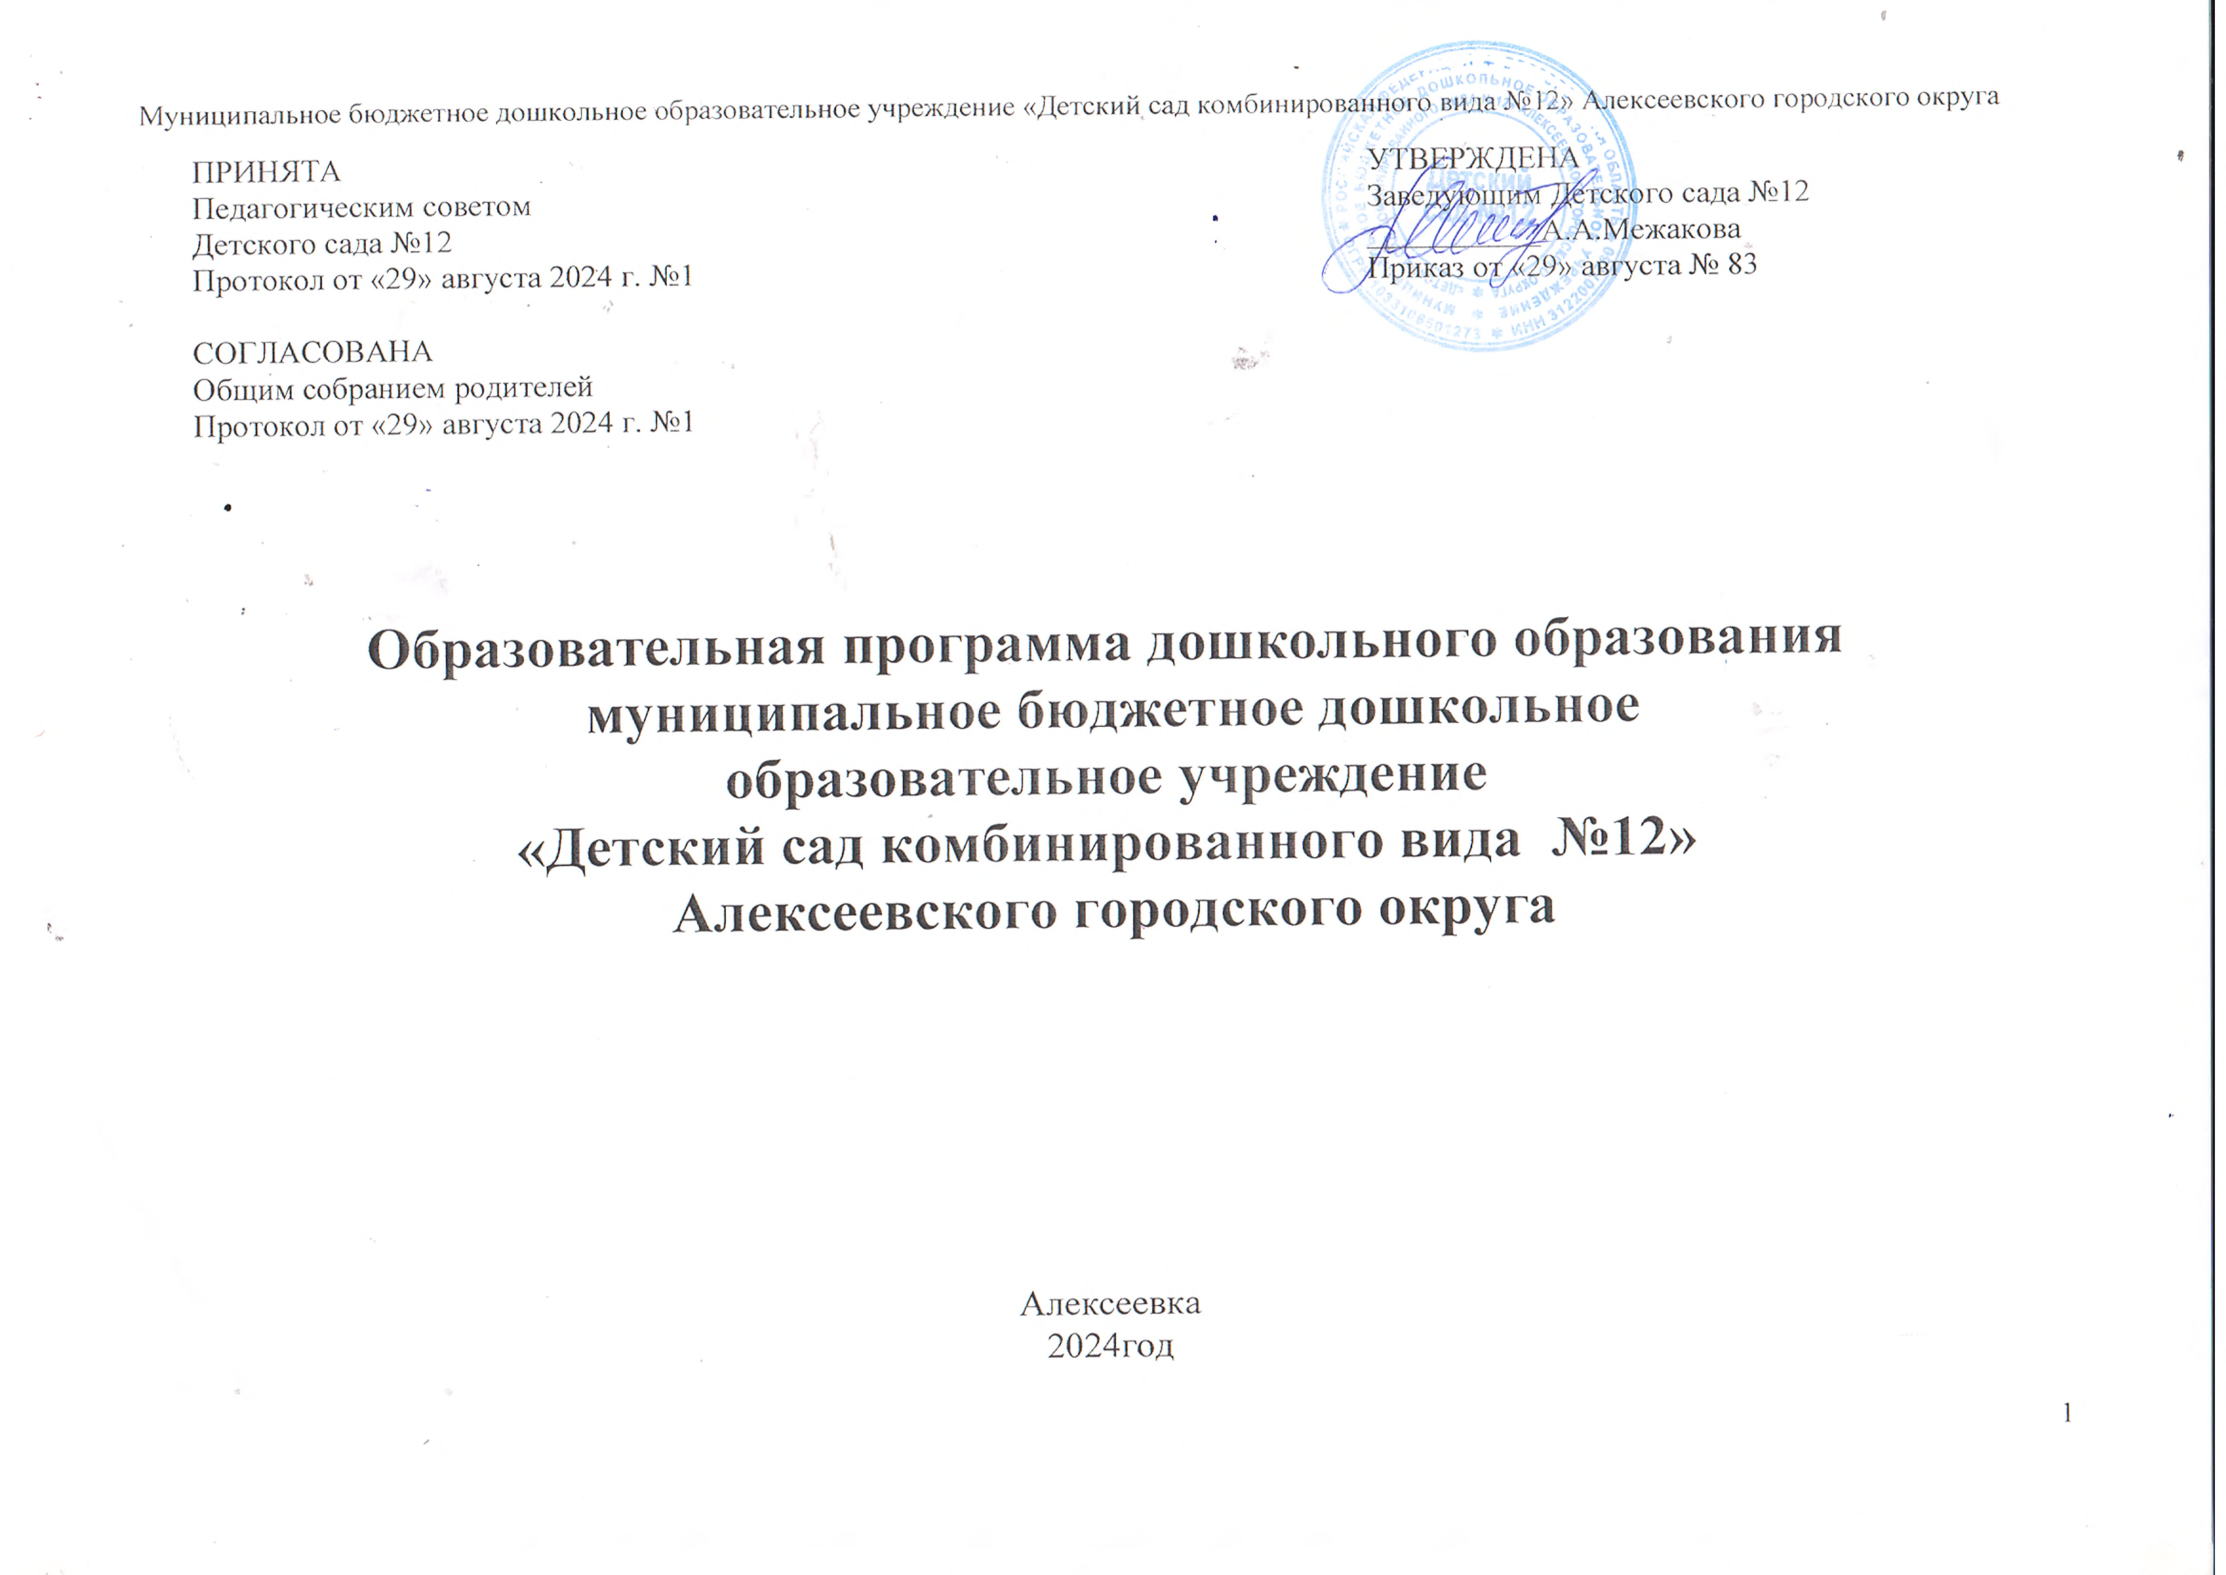 Муниципальное бюджетное дошкольное образовательное учреждение «Детский сад комбинированного вида №12» Алексеевского городского округа
ПРИНЯТА
Педагогическим советом
Детского сада №12
Протокол от «29» августа 2024 г. №1
СОГЛАСОВАНА
Общим собранием родителей
Протокол от «29» августа 2024 г. №1
УТВЕРЖДЕНА
Заведующим Детского сада №12
____________А.А.Межакова
Приказ от «29» августа № 83
Детский
Образовательная программа дошкольного образования
муниципальное бюджетное дошкольное
образовательное учреждение
«Детский сад комбинированного вида №12»
Алексеевского городского округа
Алексеевка
2024год
1